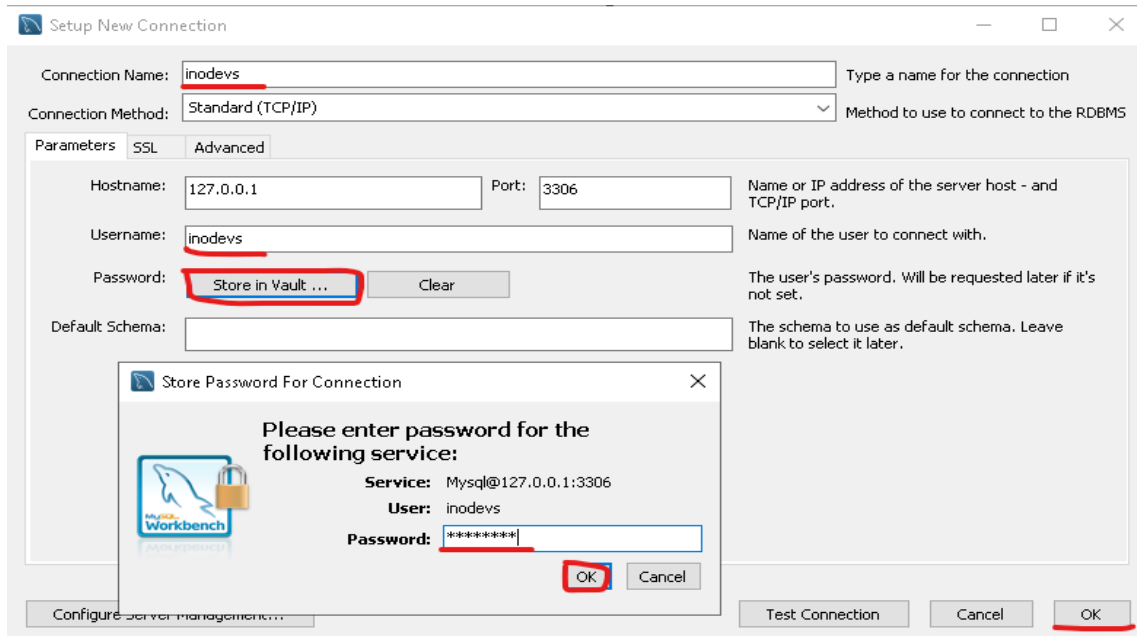 Setup New Connection
Connection Name: inodevs Type a name for the connection
Connection Method: Standard (TCP/IP) Method to use to connect to the RDBMS
Parameters SSL Advanced
Hostname: 127.0.0.1 Port: 3306 Name or IP address of the server host - and
TCP/IP port.
Username: inodevs Name of the user to connect with.
Password: Store in Vault ... Clear The user's password. Will be requested later if it's
not set.
Default Schema: The schema to use as default schema. Leave
blank to select it later.
Store Password For Connection
Please enter password for the
following service:
Service: Mysql@127.0.0.1:3306
User: inodevs
Password: ********
MySQL
Workbench
OK Cancel
Configure Server Management... Test Connection Cancel OK